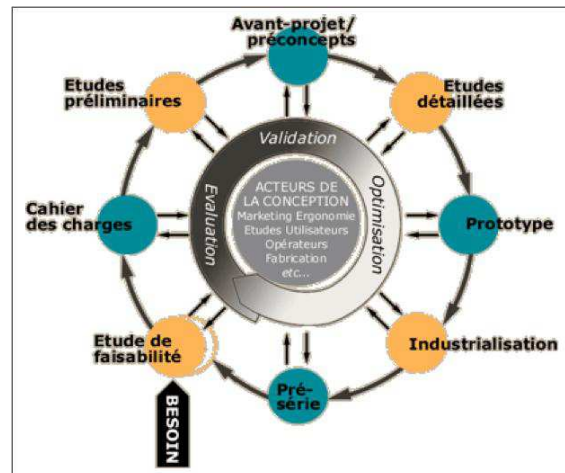 Avant-projet/
préconcepts
Etudes
préliminaires
Etudes
détaillées
Validation
Evaluation
Optimisation
ACTEURS DE
LA CONCEPTION
Marketing Ergonomie
Etudes Utilisateurs
Opérateurs
Fabrication
etc...
Cahier
des charges
Prototype
Etude de
faisabilité
Industrialisation
Pré-
série
BESOIN